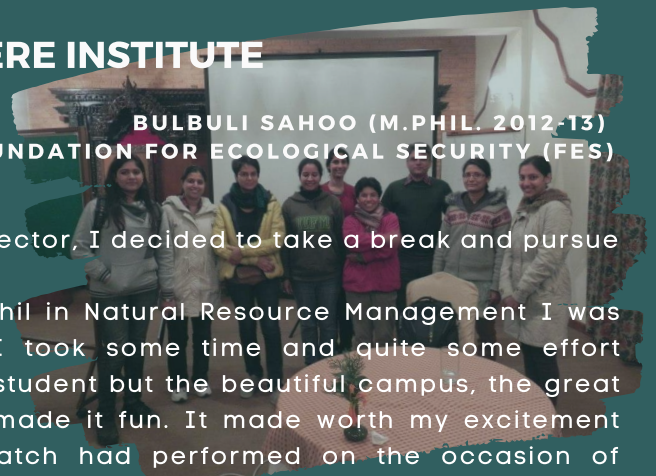 ERE INSTITUTE
BULBULI SAHOO (M.PHIL. 2012-13)
UNDATION FOR ECOLOGICAL SECURITY (FES)
ector, I decided to take a break and pursue
hil in Natural Resource Management I was
I took some time and quite some effort
student but the beautiful campus, the great
made it fun. It made worth my excitement
atch had performed on the occasion of